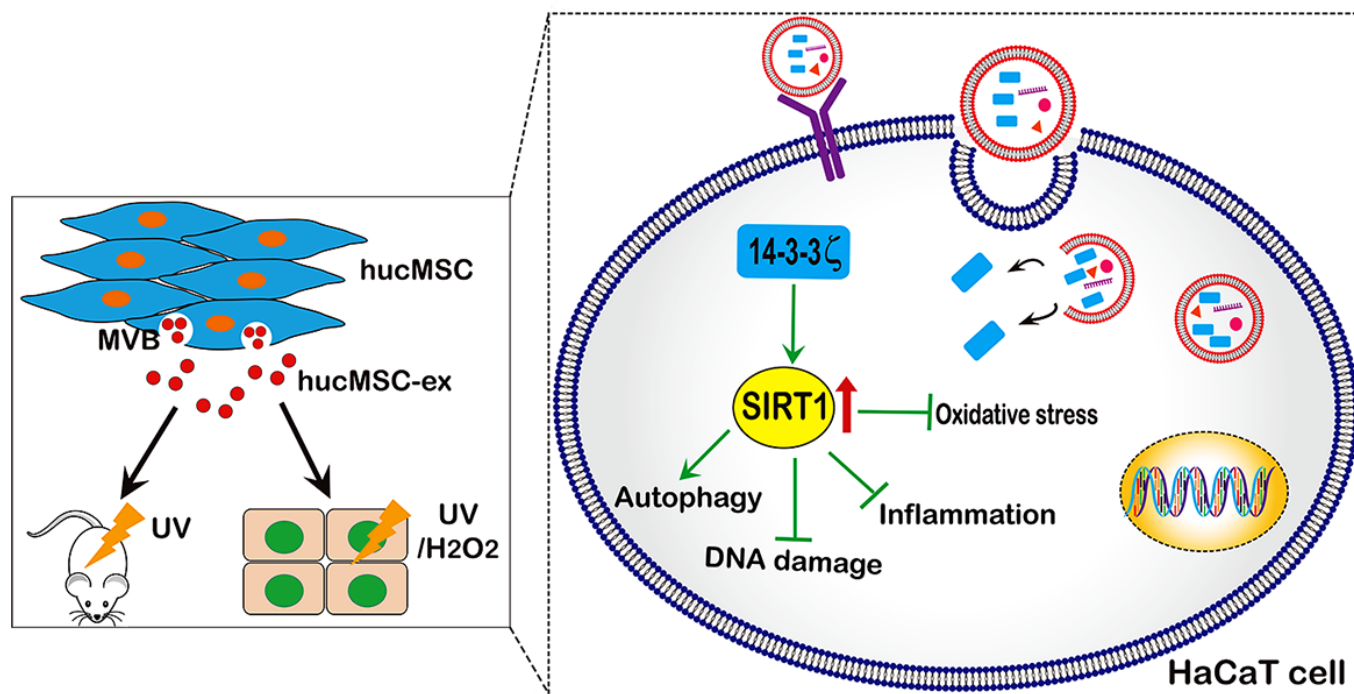 hucMSC
MVB
hucMSC-ex
UV
UV
/H2O2
14-3-3ζ
SIRT1
Oxidative stress
Autophagy
Inflammation
DNA damage
HaCaT cell